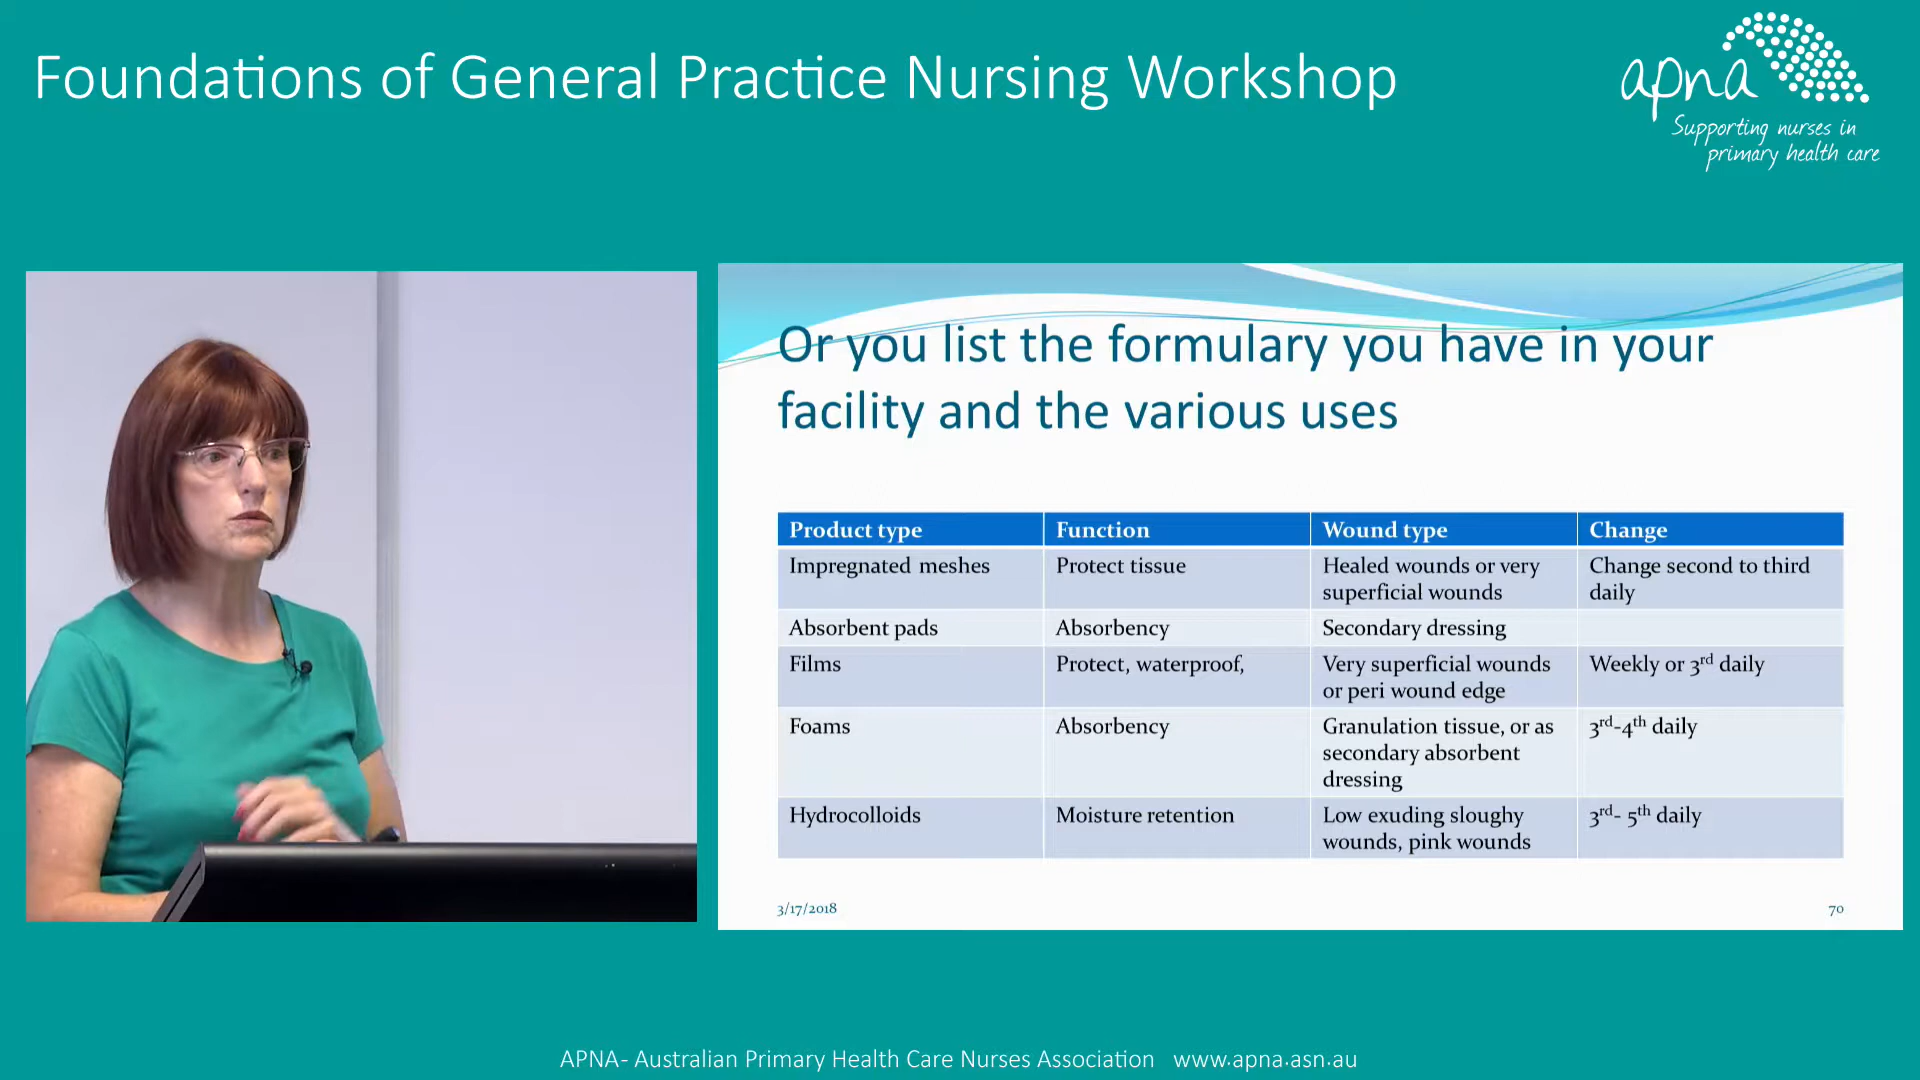 Foundations of General Practice Nursing Workshop
apna
Supporting nurses in
primary health care
Or you list the formulary you have in your
facility and the various uses
Product type Function Wound type Change
Impregnated meshes Protect tissue Healed wounds or very superficial wounds Change second to third daily
Absorbent pads Absorbency Secondary dressing
Films Protect, waterproof, Very superficial wounds or peri wound edge Weekly or 3rd daily
Foams Absorbency Granulation tissue, or as secondary absorbent dressing 3rd-4th daily
Hydrocolloids Moisture retention Low exuding sloughy wounds, pink wounds 3rd- 5th daily
3/17/2018 70
APNA- Australian Primary Health Care Nurses Association www.apna.asn.au